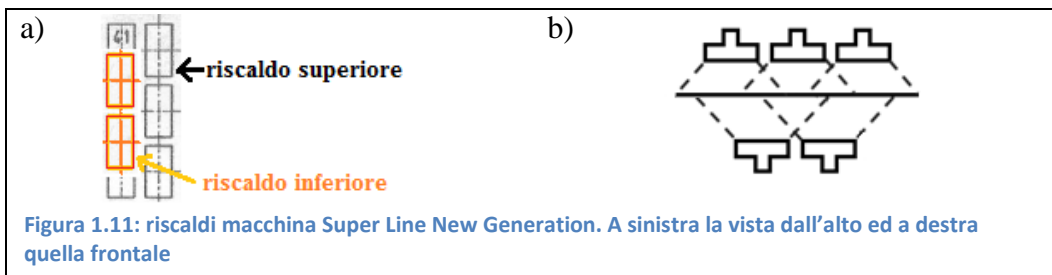 a)
b)
riscaldo superiore
riscaldo inferiore
Figura 1.11: riscaldi macchina Super Line New Generation. A sinistra la vista dall’alto ed a destra
quella frontale